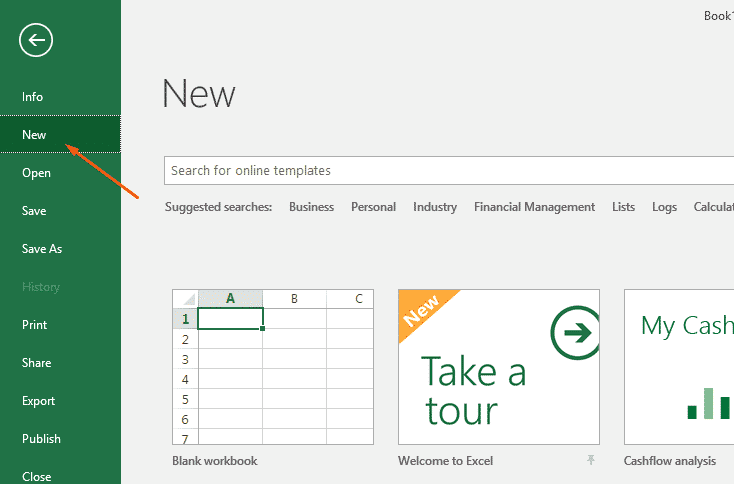 Book1
Info
New
Open
Save
Save As
History
Print
Share
Export
Publish
Close
New
Search for online templates
Suggested searches: Business Personal Industry Financial Management Lists Logs Calculat
A B C
1
2
3
4
5
6
7
Blank workbook
New
Take a
tour
Welcome to Excel
My Cash
Cashflow analysis